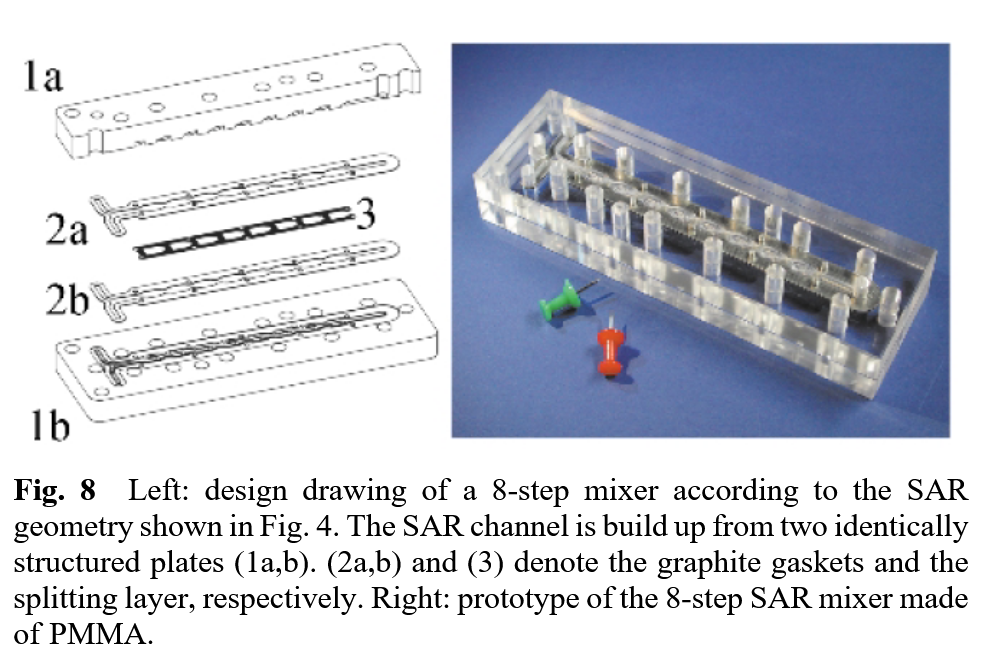 1a
2a
3
2b
1b
Fig. 8 Left: design drawing of a 8-step mixer according to the SAR
geometry shown in Fig. 4. The SAR channel is build up from two identically
structured plates (1a,b). (2a,b) and (3) denote the graphite gaskets and the
splitting layer, respectively. Right: prototype of the 8-step SAR mixer made
of PMMA.